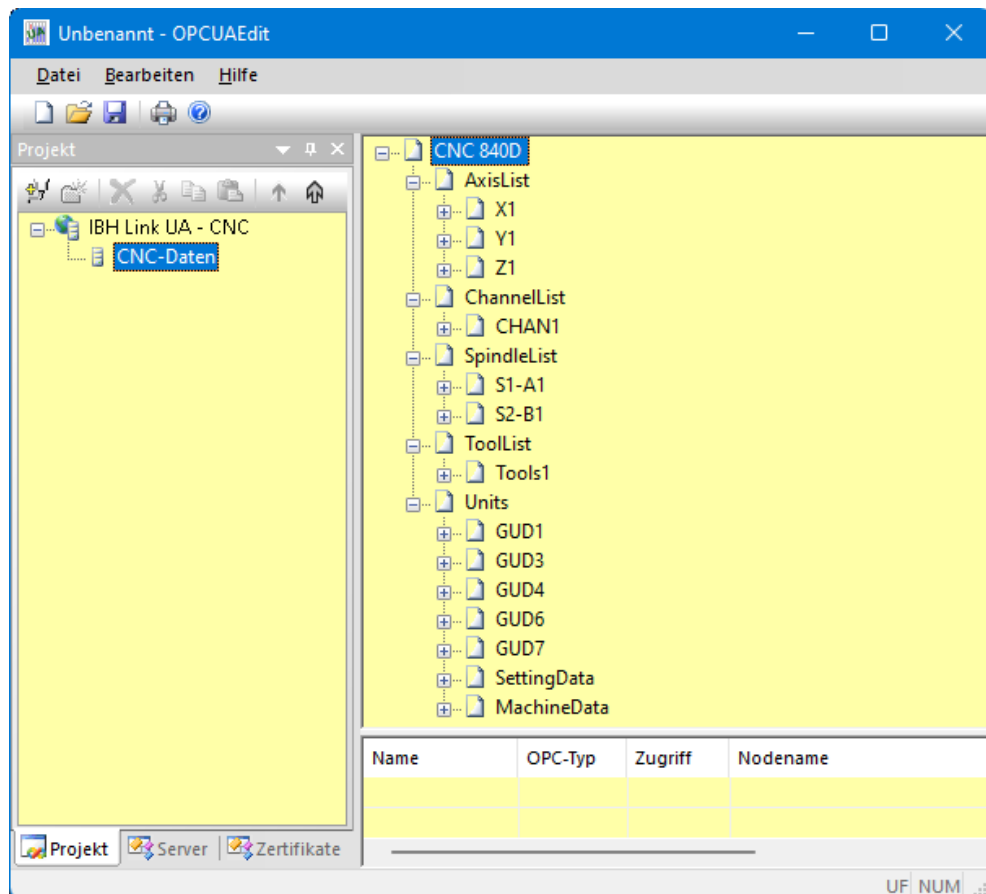 Unbenannt - OPCUAEdit
Datei Bearbeiten Hilfe
Projekt
IBH Link UA - CNC
CNC-Daten
CNC 840D
AxisList
X1
Y1
Z1
ChannelList
CHAN1
SpindleList
S1-A1
S2-B1
ToolList
Tools1
Units
GUD1
GUD3
GUD4
GUD6
GUD7
SettingData
MachineData
Name OPC-Typ Zugriff Nodename
Projekt Server Zertifikate
UF NUM